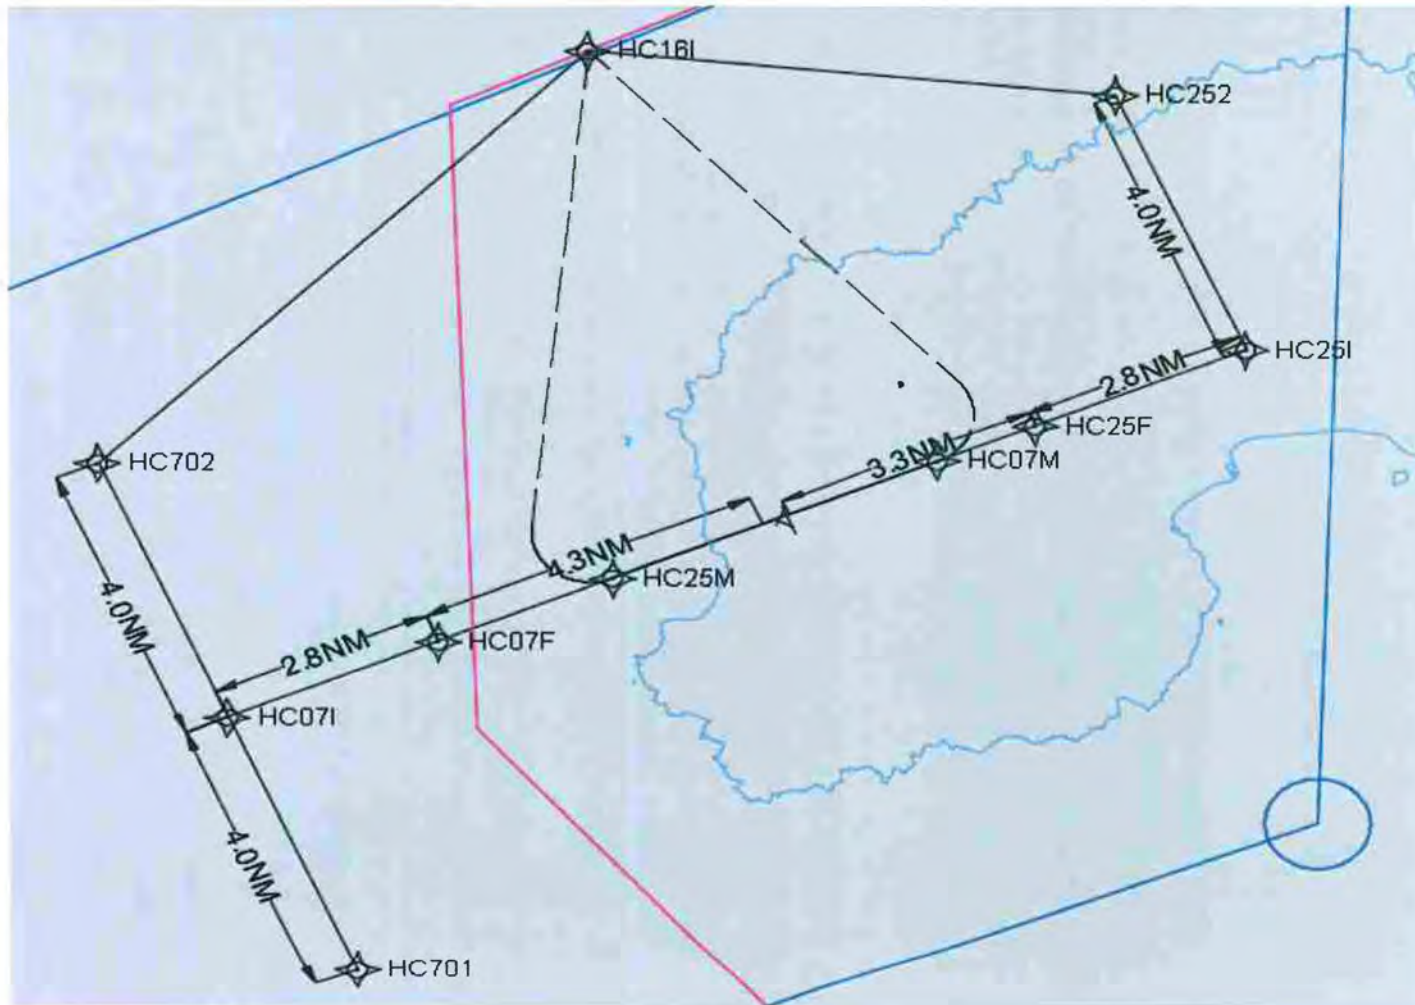 HC16I
HC252
4.0NM
HC25I
2.8NM
HC25F
3.3NM
HC07M
HC702
4.3NM
HC25M
4.0NM
2.8NM
HC07F
HC07I
4.0NM
HC701